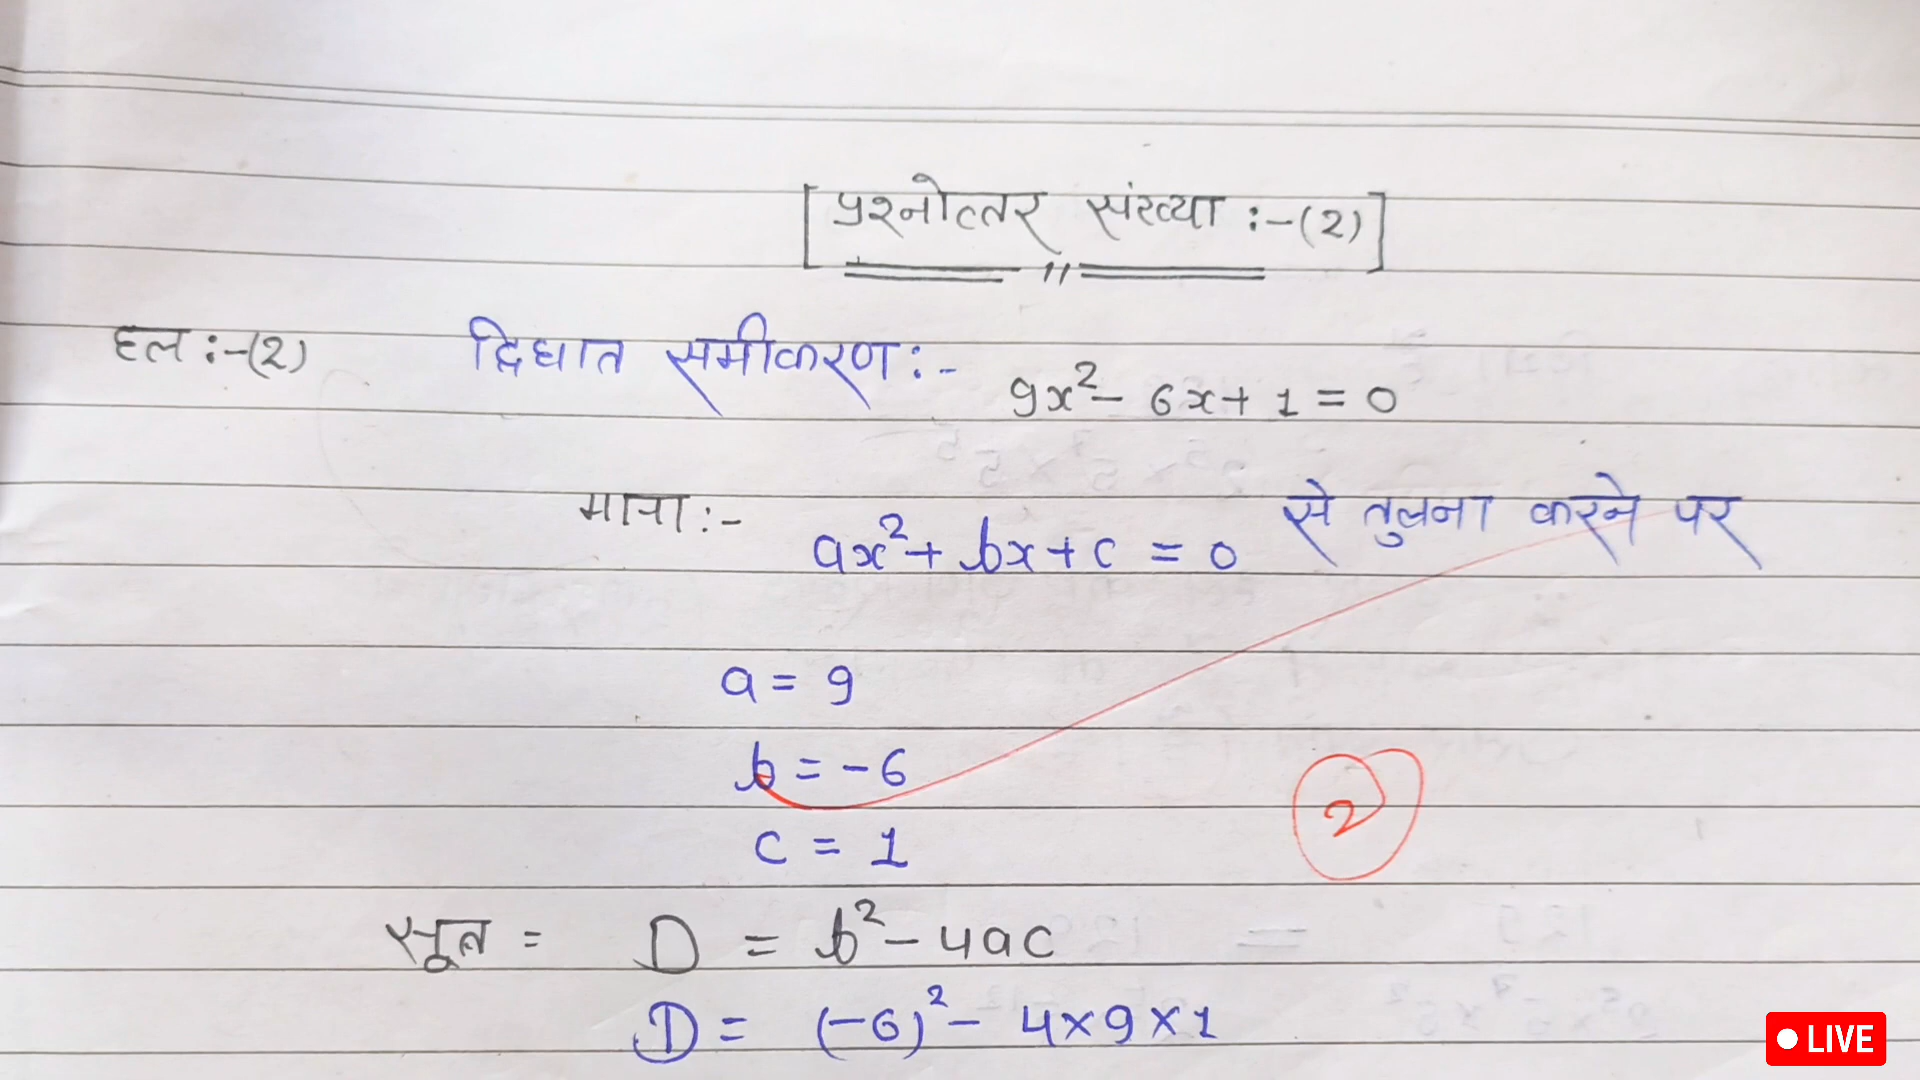 [प्रश्नोत्तर संख्या :-(2)]
हल :-(2) द्विघात समीकरण :- 9x² - 6x + 1 = 0
माना :- ax² + bx + c = 0 से तुलना करने पर
a = 9
b = -6
2
c = 1
सूत्र = D = b² - 4ac
D = (-6)² - 4×9×1
LIVE